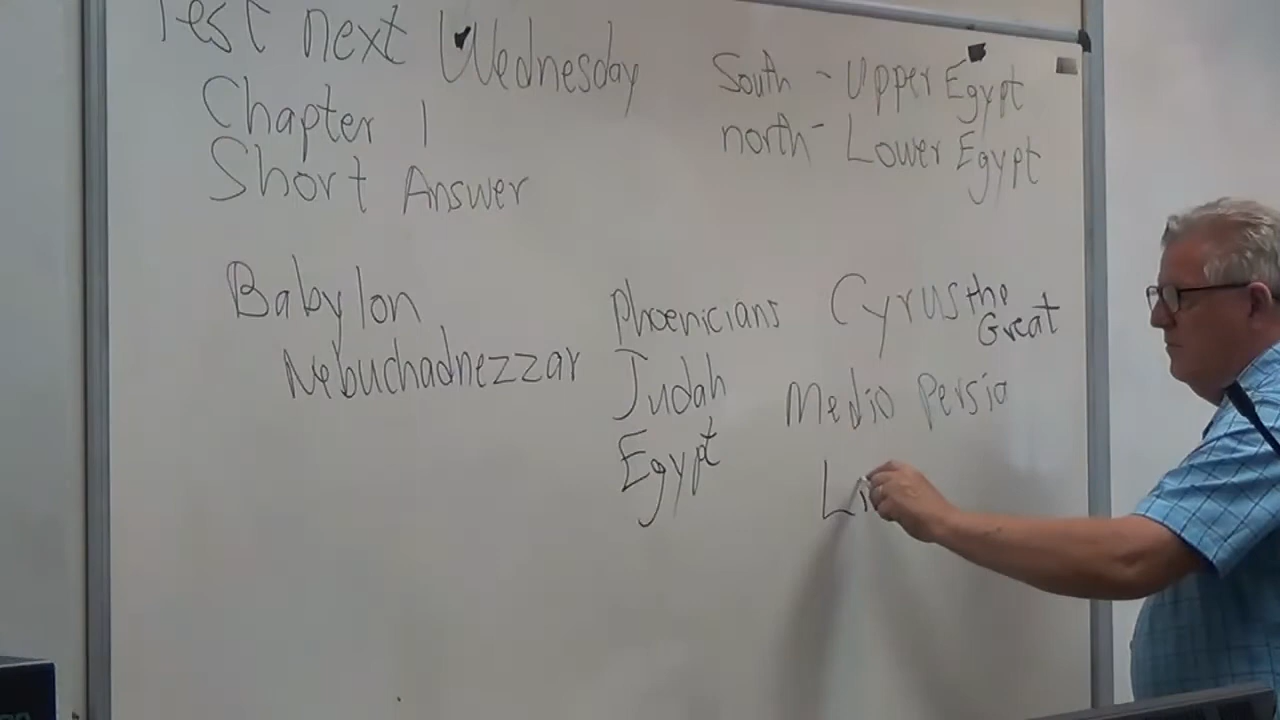 Test next Wednesday
Chapter 1
Short Answer
South - Upper Egypt
north - Lower Egypt
Babylon
Nebuchadnezzar
Phoenicians
Judah
Egypt
Cyrus the
Great
Medio Persia